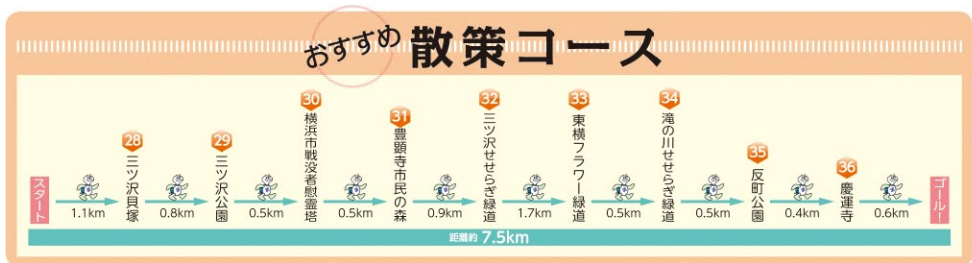 おすすめ 散策コース
スタート
1.1km
28
三ツ沢貝塚
0.8km
29
三ツ沢公園
0.5km
30
横浜市戦没者慰霊塔
0.5km
31
豊顕寺市民の森
0.9km
32
三ツ沢せせらぎ緑道
1.7km
33
東横フラワー緑道
0.5km
34
滝の川せせらぎ緑道
0.5km
35
反町公園
0.4km
36
慶運寺
0.6km
ゴール!
距離約 7.5km